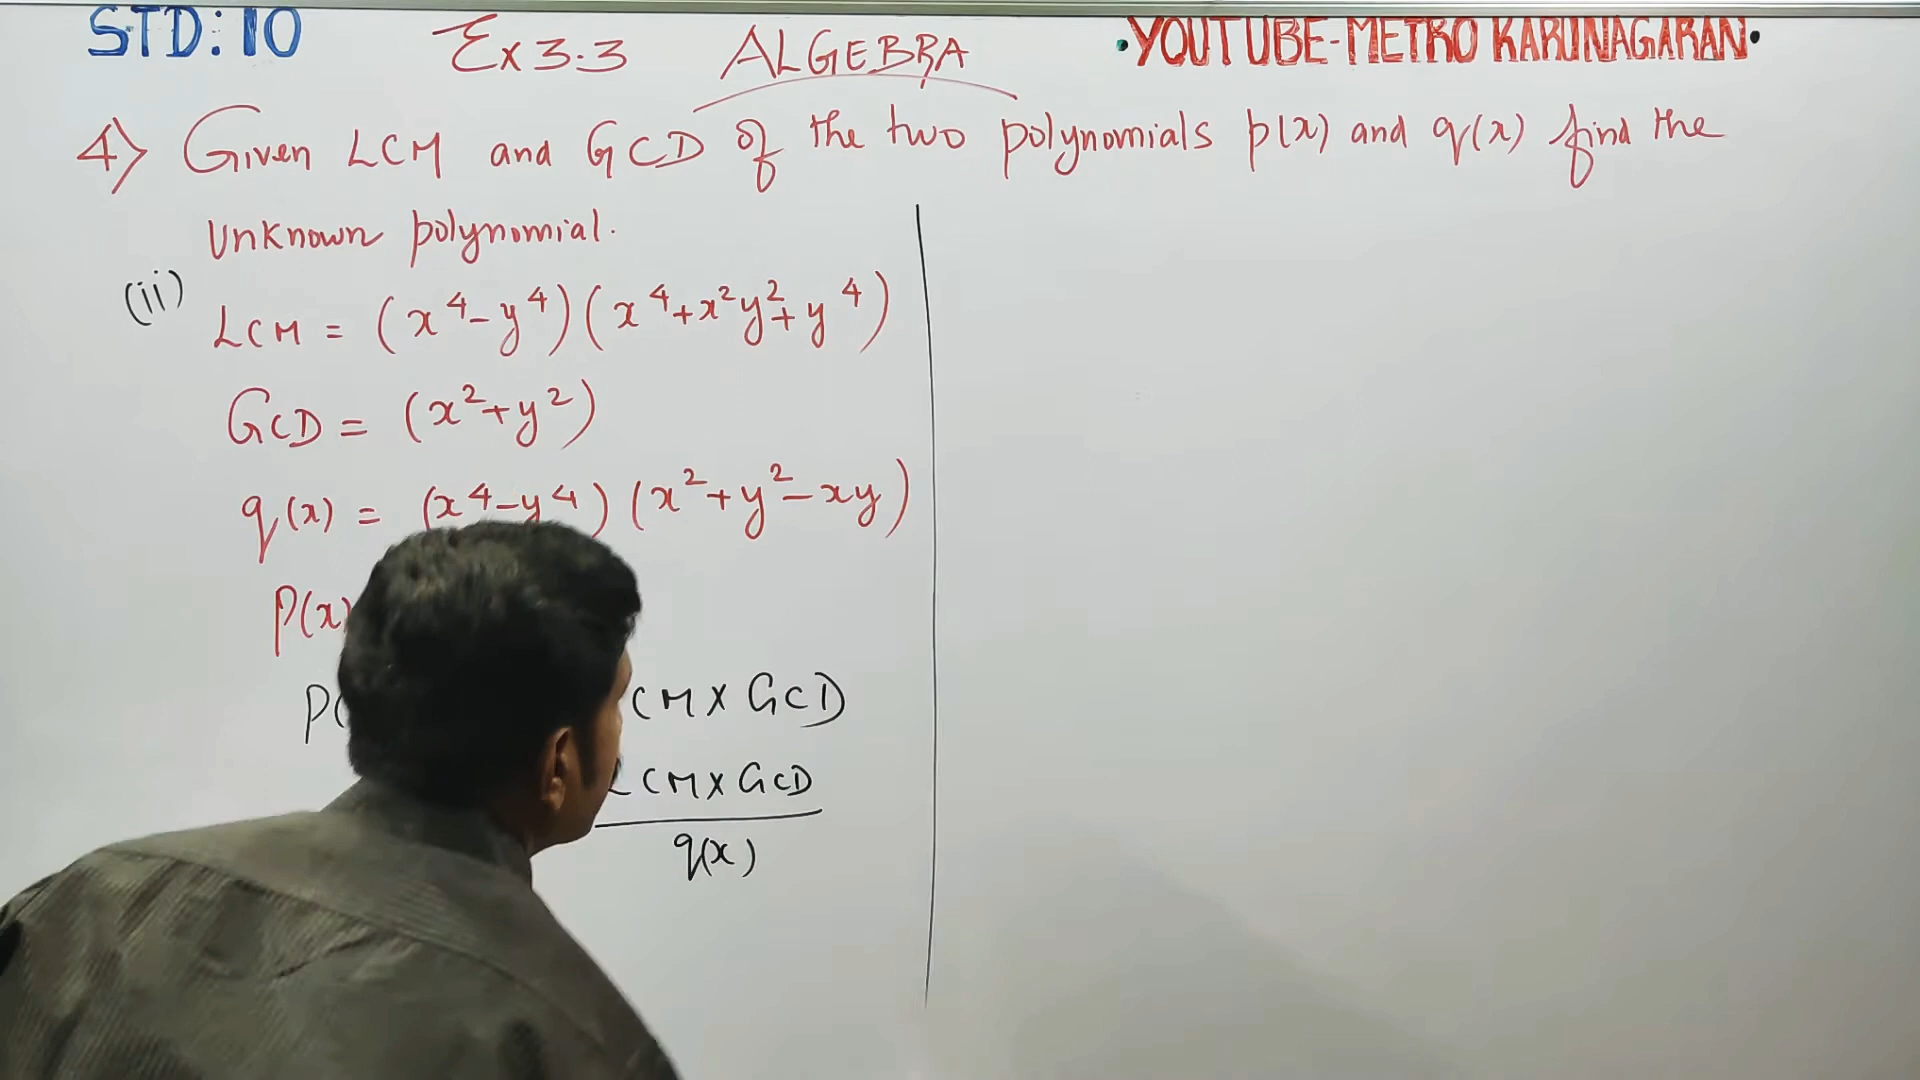 STD: 10 Ex 3.3 ALGEBRA •YOUTUBE-METRO KARUNAGARAN•
4) Given LCM and GCD of the two polynomials p(x) and q(x) find the
unknown polynomial.
(ii)
LCM = (x⁴-y⁴)(x⁴+x²y²+y⁴)
GCD = (x²+y²)
q(x) = (x⁴-y⁴)(x²+y²-xy)
P(x)
P( CM X GCD
LCM X GCD
q(x)